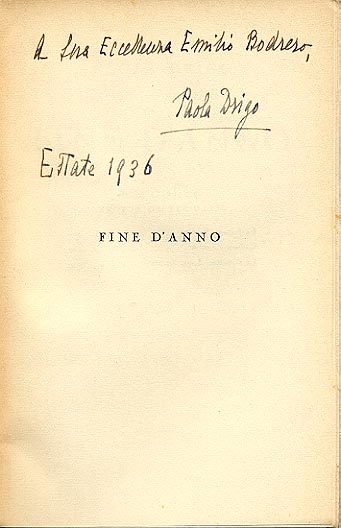 A Sua Eccellenza Emilio Bodrero,
Paola Drigo
Estate 1936
FINE D'ANNO